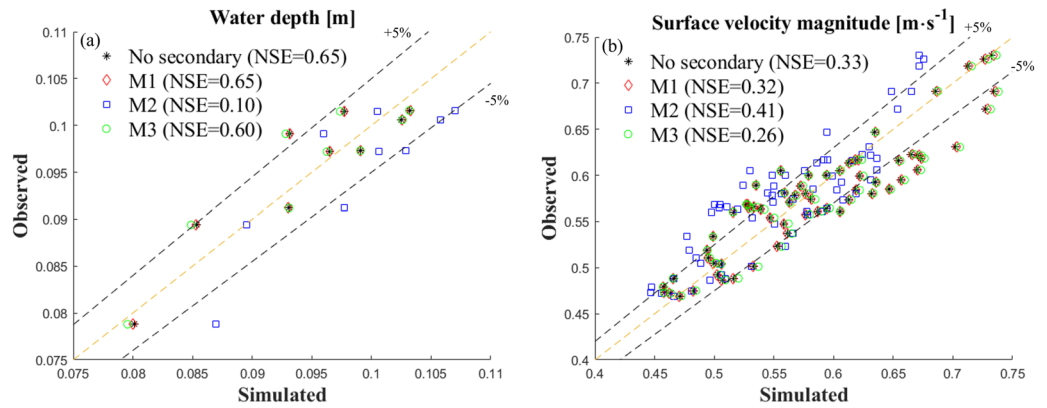 Water depth [m]
(a)
No secondary (NSE=0.65)
M1 (NSE=0.65)
M2 (NSE=0.10)
M3 (NSE=0.60)
+5%
-5%
0.11
0.105
0.1
0.095
0.09
0.085
0.08
0.075
Observed
0.075
0.08
0.085
0.09
0.095
0.1
0.105
0.11
Simulated
Surface velocity magnitude [m·s⁻¹]
(b)
No secondary (NSE=0.33)
M1 (NSE=0.32)
M2 (NSE=0.41)
M3 (NSE=0.26)
+5%
-5%
0.75
0.7
0.65
0.6
0.55
0.5
0.45
0.4
Observed
0.4
0.45
0.5
0.55
0.6
0.65
0.7
0.75
Simulated